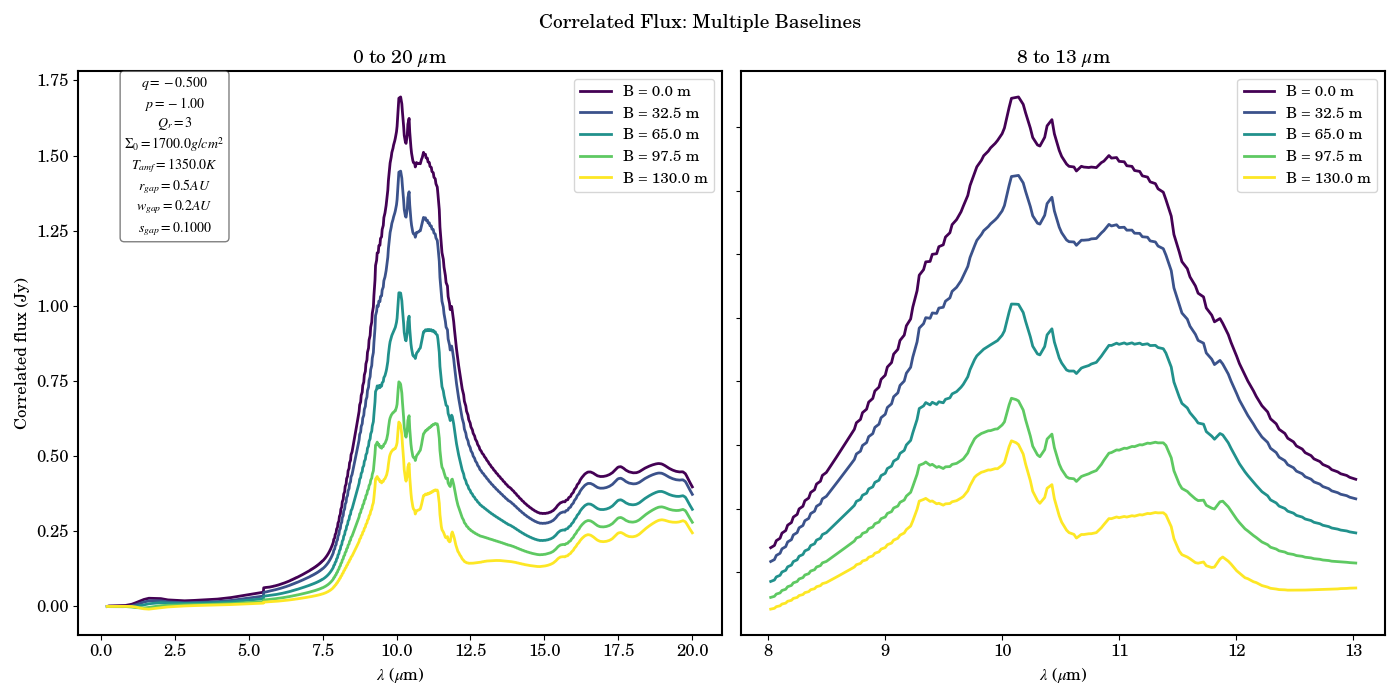 Correlated Flux: Multiple Baselines
0 to 20 μm
q = −0.500
p = −1.00
Q_r = 3
Σ_0 = 1700.0g/cm^2
T_amf = 1350.0K
r_gap = 0.5AU
w_gap = 0.2AU
s_gap = 0.1000
B = 0.0 m
B = 32.5 m
B = 65.0 m
B = 97.5 m
B = 130.0 m
Correlated flux (Jy)
1.75
1.50
1.25
1.00
0.75
0.50
0.25
0.00
0.0 2.5 5.0 7.5 10.0 12.5 15.0 17.5 20.0
λ (μm)
8 to 13 μm
B = 0.0 m
B = 32.5 m
B = 65.0 m
B = 97.5 m
B = 130.0 m
8 9 10 11 12 13
λ (μm)